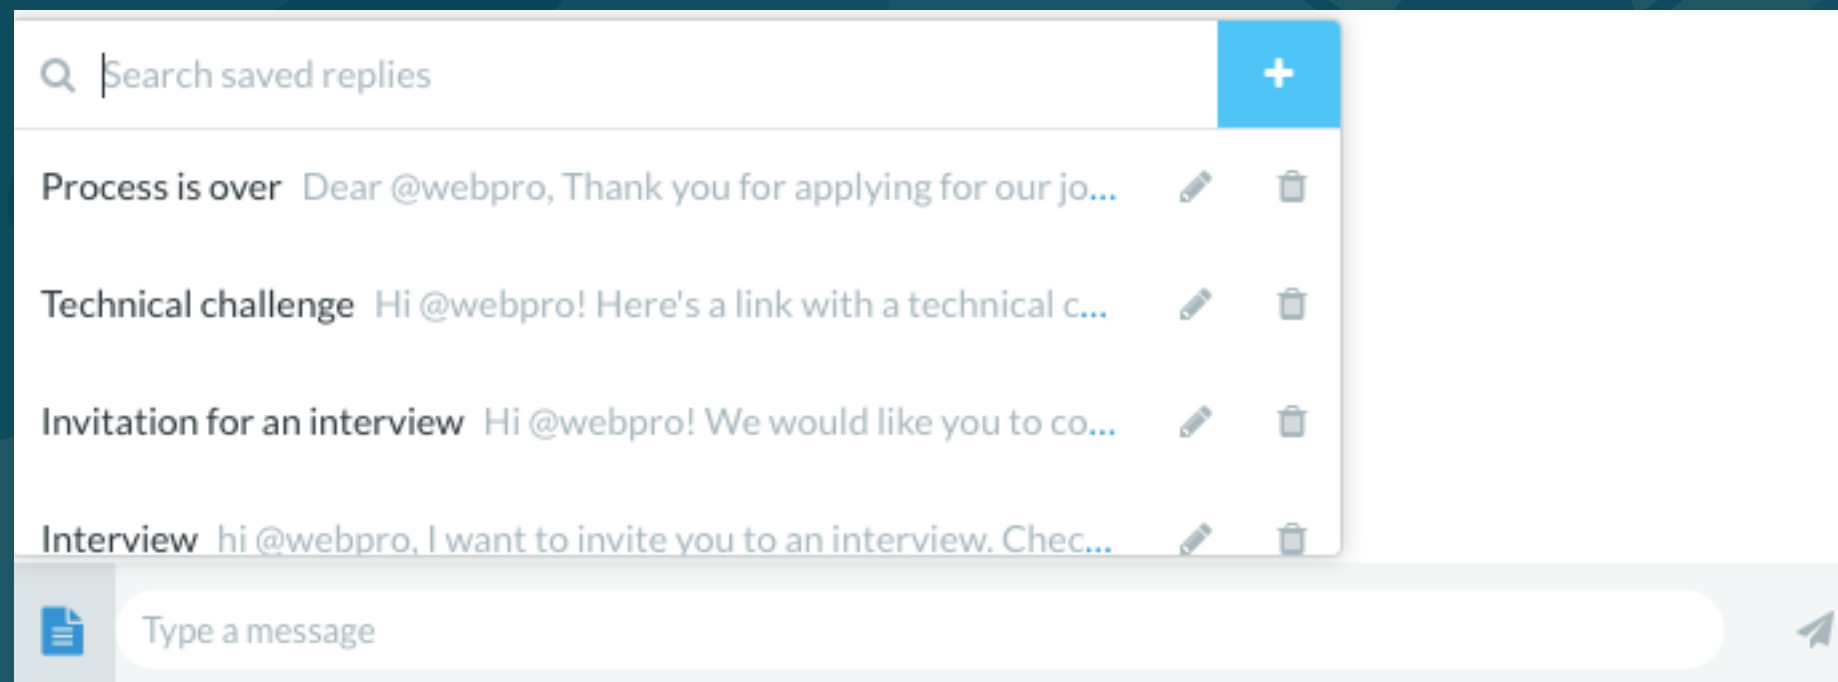 Search saved replies
Process is over Dear @webpro, Thank you for applying for our jo...
Technical challenge Hi @webpro! Here's a link with a technical c...
Invitation for an interview Hi @webpro! We would like you to co...
Interview hi @webpro, I want to invite you to an interview. Chec...
Type a message